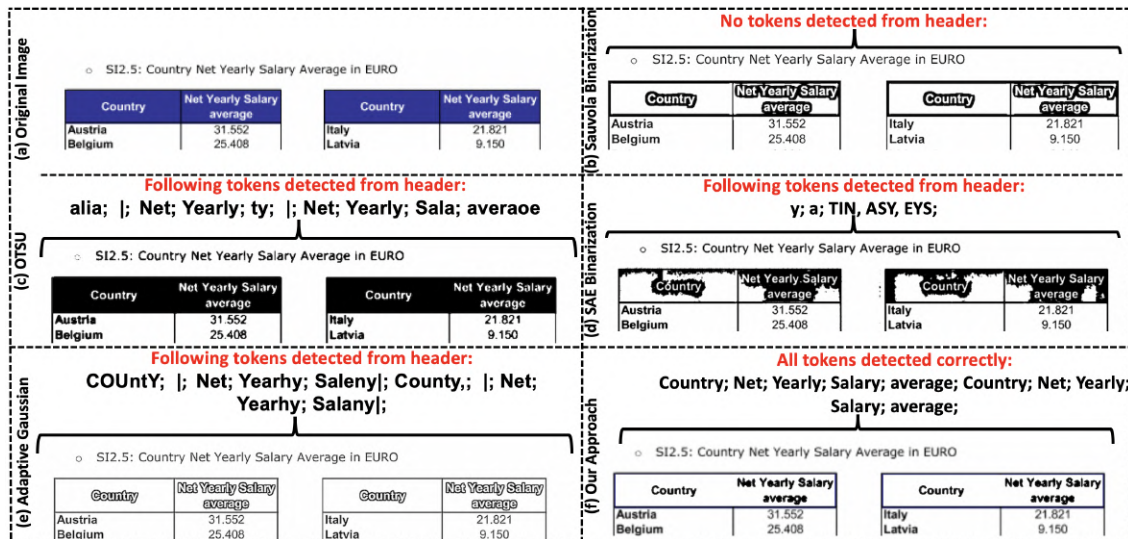 (a) Original Image
○ SI2.5: Country Net Yearly Salary Average in EURO
Country Net Yearly Salary average Country Net Yearly Salary average
Austria 31.552 Italy 21.821
Belgium 25.408 Latvia 9.150
(b) Sauvola Binarization
No tokens detected from header:
○ SI2.5: Country Net Yearly Salary Average in EURO
Country Net Yearly Salary average Country Net Yearly Salary average
Austria 31.552 Italy 21.821
Belgium 25.408 Latvia 9.150
(c) OTSU
Following tokens detected from header:
alia; |; Net; Yearly; ty; |; Net; Yearly; Sala; averaoe
○ SI2.5: Country Net Yearly Salary Average in EURO
Country Net Yearly Salary average Country Net Yearly Salary average
Austria 31.552 Italy 21.821
Belgium 25.408 Latvia 9.150
(d) SAE Binarization
Following tokens detected from header:
y; a; TIN, ASY, EYS;
○ SI2.5: Country Net Yearly Salary Average in EURO
Country Net Yearly Salary average Country Net Yearly Salary average
Austria 31.552 Italy 21.821
Belgium 25.408 Latvia 9.150
(e) Adaptive Gaussian
Following tokens detected from header:
COUntY; |; Net; Yearhy; Saleny|; County,; |; Net;
Yearhy; Salany|;
○ SI2.5: Country Net Yearly Salary Average in EURO
Country Net Yearly Salary average Country Net Yearly Salary average
Austria 31.552 Italy 21.821
Belgium 25.408 Latvia 9.150
(f) Our Approach
All tokens detected correctly:
Country; Net; Yearly; Salary; average; Country; Net; Yearly;
Salary; average;
○ SI2.5: Country Net Yearly Salary Average in EURO
Country Net Yearly Salary average Country Net Yearly Salary average
Austria 31.552 Italy 21.821
Belgium 25.408 Latvia 9.150